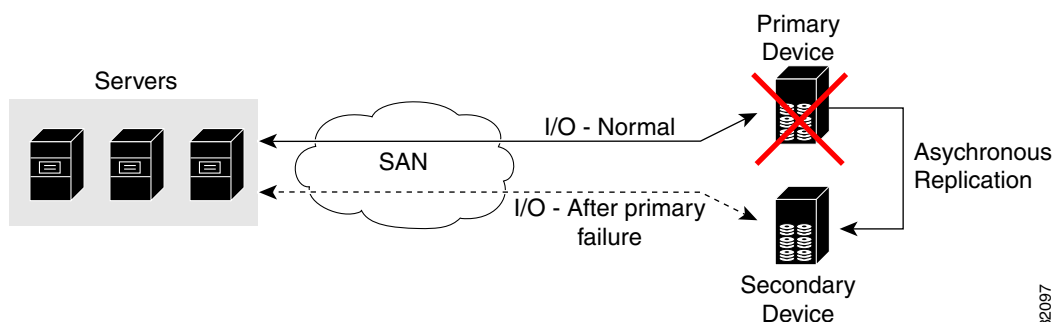 Primary
Device
Servers
I/O - Normal
SAN
Asychronous
Replication
I/O - After primary
failure
Secondary
Device